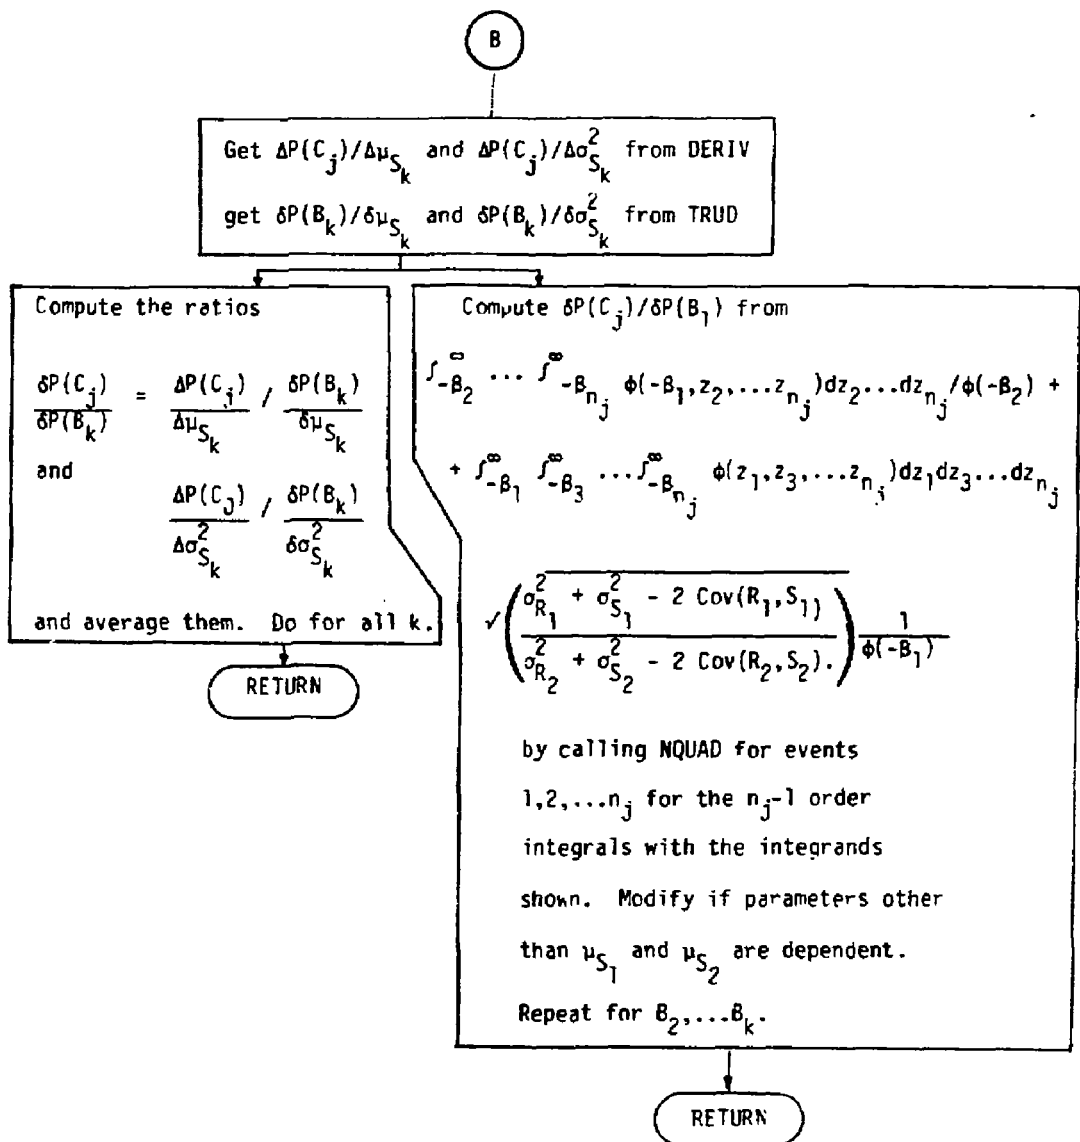 B
Get ΔP(C_j)/Δμ_{S_k} and ΔP(C_j)/Δσ²_{S_k} from DERIV
get δP(B_k)/δμ_{S_k} and δP(B_k)/δσ²_{S_k} from TRUD
Compute the ratios
δP(C_j)/δP(B_k) = ΔP(C_j)/Δμ_{S_k} / δP(B_k)/δμ_{S_k}
and
ΔP(C_J)/Δσ²_{S_k} / δP(B_k)/δσ²_{S_k}
and average them. Do for all k.
RETURN
Compute δP(C_j)/δP(B_1) from
∫_{-β_2}^∞ ... ∫_{-β_{n_j}}^∞ φ(-β_1,z_2,...z_{n_j})dz_2...dz_{n_j}/φ(-β_2) +
+ ∫_{-β_1}^∞ ∫_{-β_3}^∞ ...∫_{-β_{n_j}}^∞ φ(z_1,z_3,...z_{n_j})dz_1dz_3...dz_{n_j}
√((σ²_{R_1} + σ²_{S_1} - 2 Cov(R_1,S_1))/(σ²_{R_2} + σ²_{S_2} - 2 Cov(R_2,S_2).)) 1/φ(-β_1)
by calling NQUAD for events
1,2,...n_j for the n_j-1 order
integrals with the integrands
shown. Modify if parameters other
than μ_{S_1} and μ_{S_2} are dependent.
Repeat for B_2,...B_k.
RETURN